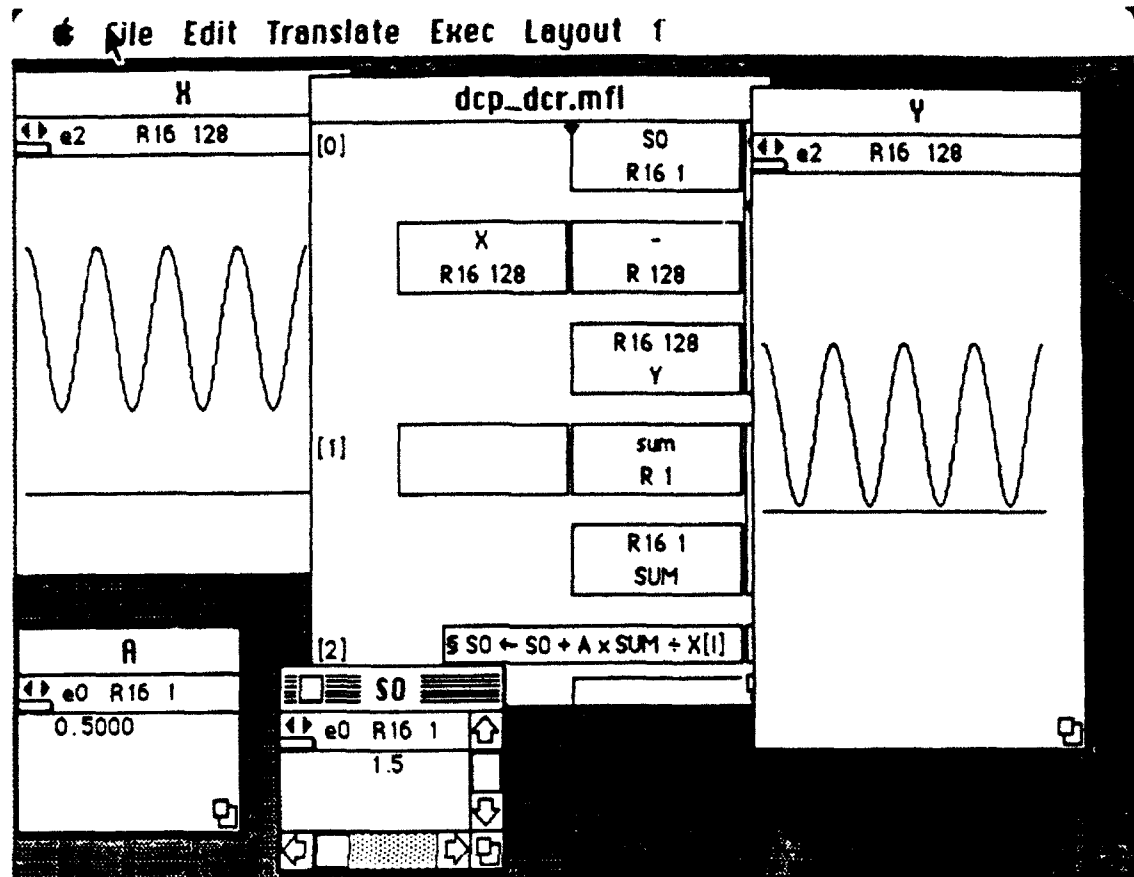 File Edit Translate Exec Layout
X
e2 R16 128
dcp_dcr.mfl
[0]
S0
R16 1
X
R16 128
-
R 128
R16 128
Y
[1]
sum
R 1
R16 1
SUM
[2]
§ S0 ← S0 + A x SUM ÷ X[I]
Y
e2 R16 128
A
e0 R16 1
0.5000
S0
e0 R16 1
1.5